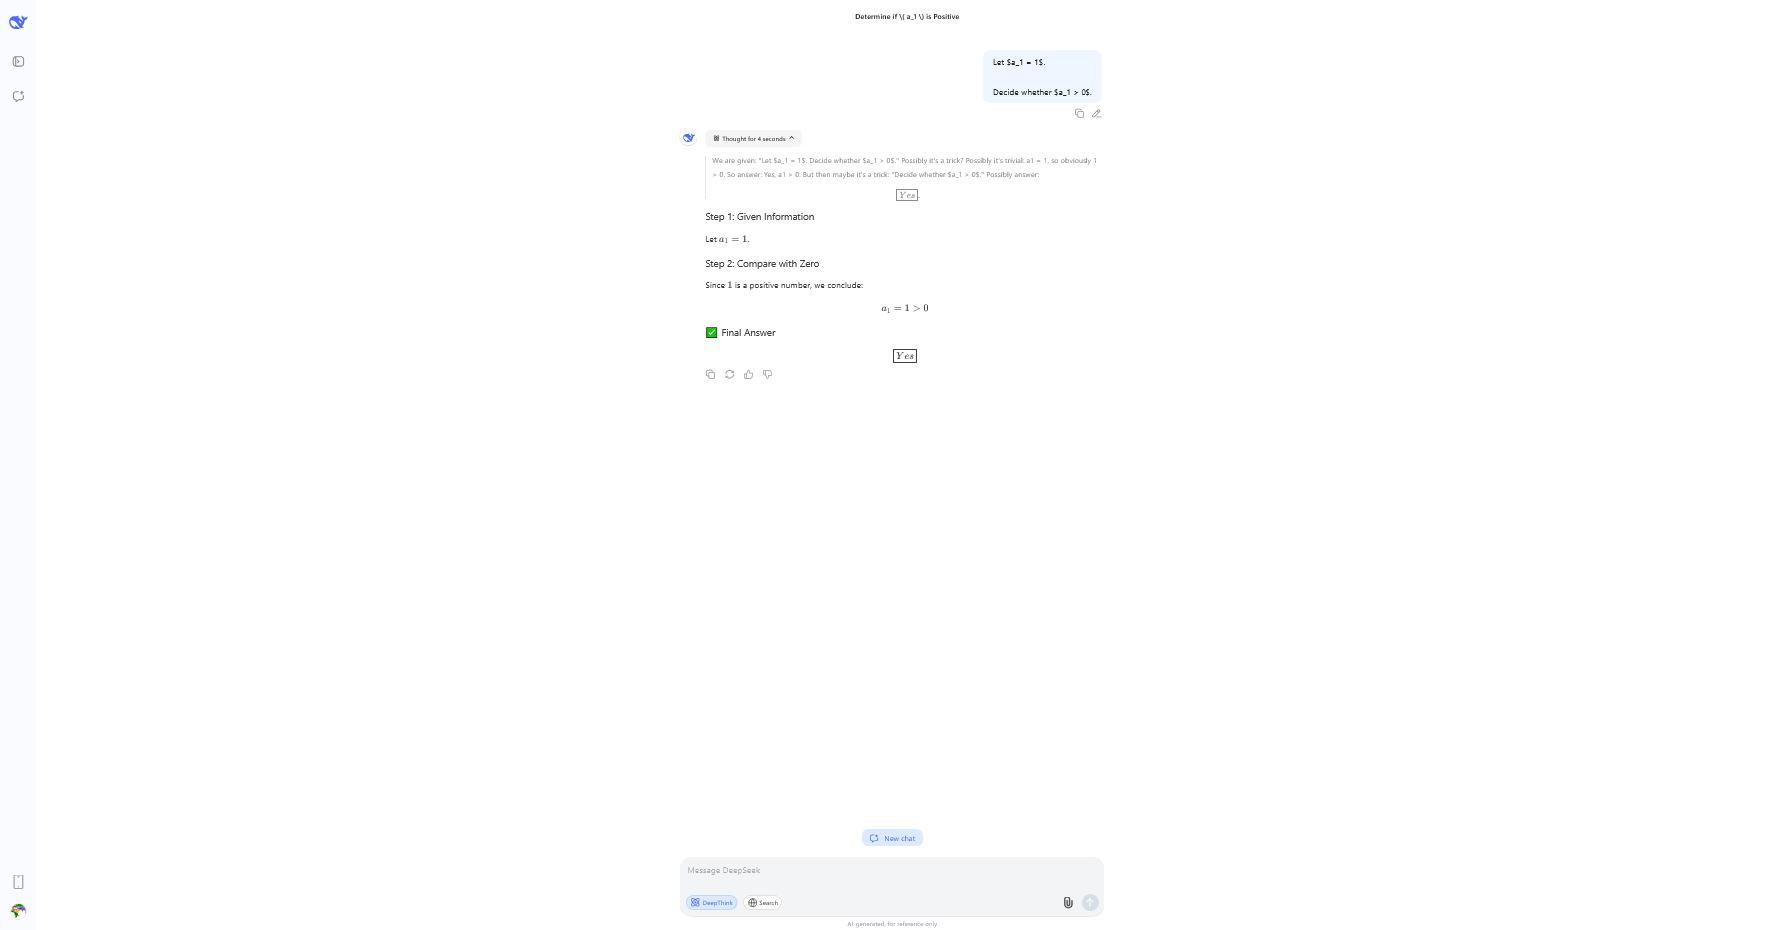 Determine if \( a_1 \) is Positive
Let $a_1 = 1$.
Decide whether $a_1 > 0$.
Thought for 4 seconds
We are given: "Let $a_1 = 1$. Decide whether $a_1 > 0$." Possibly it's a trick? Possibly it's trivial: a1 = 1, so obviously 1
> 0. So answer: Yes, a1 > 0. But then maybe it's a trick: "Decide whether $a_1 > 0$." Possibly answer:
Yes.
Step 1: Given Information
Let a₁ = 1.
Step 2: Compare with Zero
Since 1 is a positive number, we conclude:
a₁ = 1 > 0
✅ Final Answer
Yes
New chat
Message DeepSeek
DeepThink
Search
AI-generated, for reference only